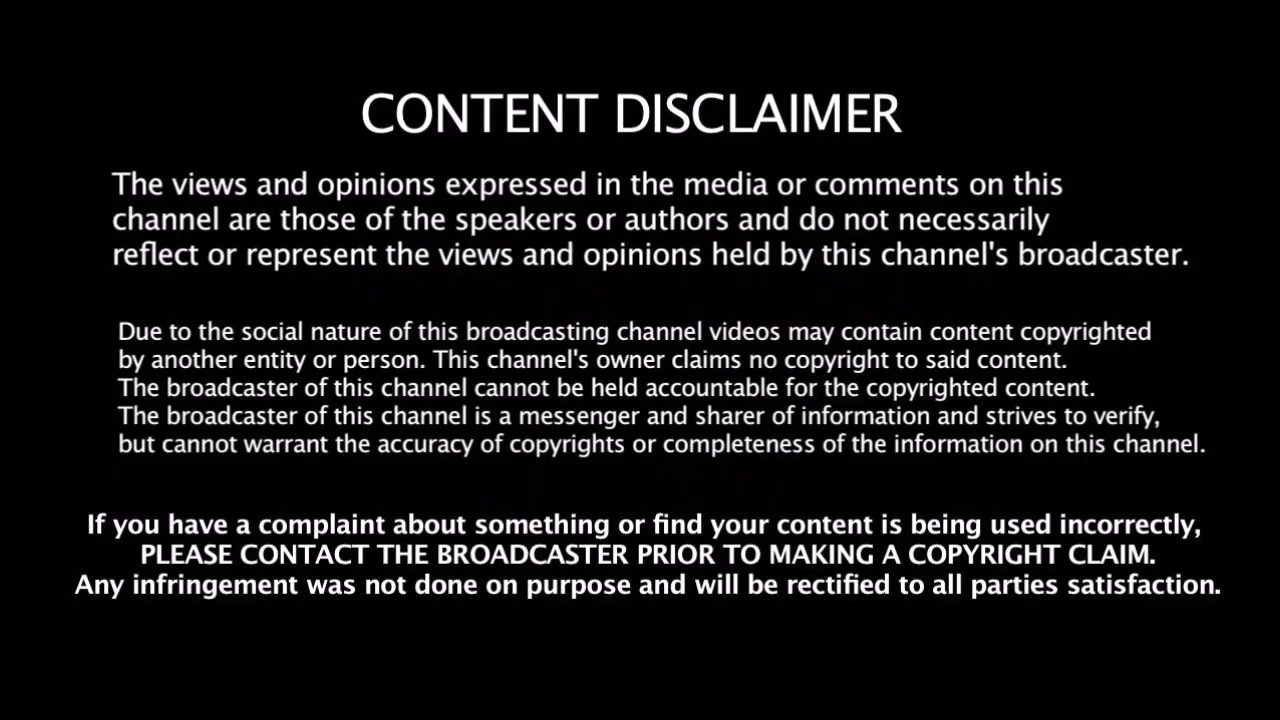 CONTENT DISCLAIMER
The views and opinions expressed in the media or comments on this
channel are those of the speakers or authors and do not necessarily
reflect or represent the views and opinions held by this channel's broadcaster.
Due to the social nature of this broadcasting channel videos may contain content copyrighted
by another entity or person. This channel's owner claims no copyright to said content.
The broadcaster of this channel cannot be held accountable for the copyrighted content.
The broadcaster of this channel is a messenger and sharer of information and strives to verify,
but cannot warrant the accuracy of copyrights or completeness of the information on this channel.
If you have a complaint about something or find your content is being used incorrectly,
PLEASE CONTACT THE BROADCASTER PRIOR TO MAKING A COPYRIGHT CLAIM.
Any infringement was not done on purpose and will be rectified to all parties satisfaction.